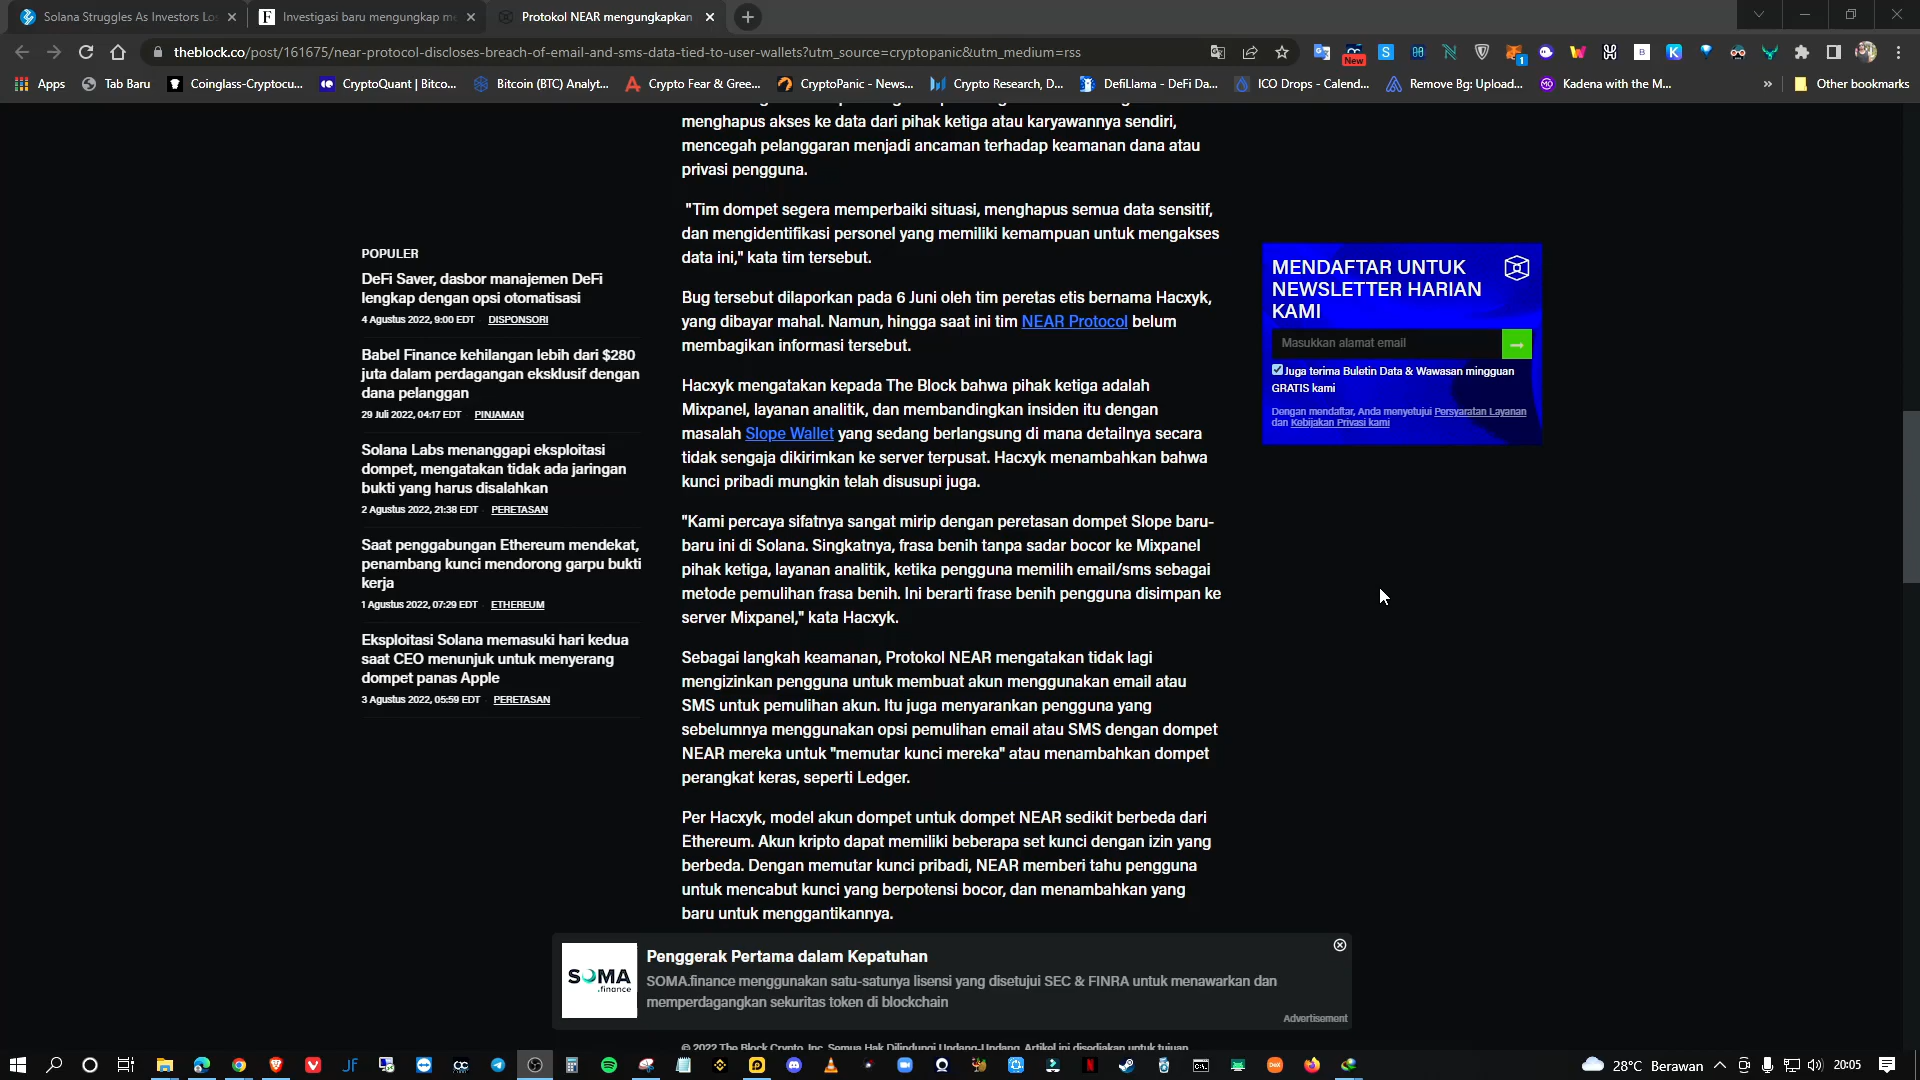 Solana Struggles As Investors Lo
Investigasi baru mengungkap me
Protokol NEAR mengungkapkan
theblock.co/post/161675/near-protocol-discloses-breach-of-email-and-sms-data-tied-to-user-wallets?utm_source=cryptopanic&utm_medium=rss
New
1
Apps
Tab Baru
Coinglass-Cryptocu...
CryptoQuant | Bitco...
Bitcoin (BTC) Analyt...
Crypto Fear & Gree...
CryptoPanic - News...
Crypto Research, D...
DefiLlama - DeFi Da...
ICO Drops - Calend...
Remove Bg: Upload...
Kadena with the M...
Other bookmarks
menghapus akses ke data dari pihak ketiga atau karyawannya sendiri,
mencegah pelanggaran menjadi ancaman terhadap keamanan dana atau
privasi pengguna.
"Tim dompet segera memperbaiki situasi, menghapus semua data sensitif,
dan mengidentifikasi personel yang memiliki kemampuan untuk mengakses
data ini," kata tim tersebut.
Bug tersebut dilaporkan pada 6 Juni oleh tim peretas etis bernama Hacxyk,
yang dibayar mahal. Namun, hingga saat ini tim NEAR Protocol belum
membagikan informasi tersebut.
Hacxyk mengatakan kepada The Block bahwa pihak ketiga adalah
Mixpanel, layanan analitik, dan membandingkan insiden itu dengan
masalah Slope Wallet yang sedang berlangsung di mana detailnya secara
tidak sengaja dikirimkan ke server terpusat. Hacxyk menambahkan bahwa
kunci pribadi mungkin telah disusupi juga.
"Kami percaya sifatnya sangat mirip dengan peretasan dompet Slope baru-
baru ini di Solana. Singkatnya, frasa benih tanpa sadar bocor ke Mixpanel
pihak ketiga, layanan analitik, ketika pengguna memilih email/sms sebagai
metode pemulihan frasa benih. Ini berarti frase benih pengguna disimpan ke
server Mixpanel," kata Hacxyk.
Sebagai langkah keamanan, Protokol NEAR mengatakan tidak lagi
mengizinkan pengguna untuk membuat akun menggunakan email atau
SMS untuk pemulihan akun. Itu juga menyarankan pengguna yang
sebelumnya menggunakan opsi pemulihan email atau SMS dengan dompet
NEAR mereka untuk "memutar kunci mereka" atau menambahkan dompet
perangkat keras, seperti Ledger.
Per Hacxyk, model akun dompet untuk dompet NEAR sedikit berbeda dari
Ethereum. Akun kripto dapat memiliki beberapa set kunci dengan izin yang
berbeda. Dengan memutar kunci pribadi, NEAR memberi tahu pengguna
untuk mencabut kunci yang berpotensi bocor, dan menambahkan yang
baru untuk menggantikannya.
POPULER
DeFi Saver, dasbor manajemen DeFi
lengkap dengan opsi otomatisasi
4 Agustus 2022, 9:00 EDT DISPONSORI
Babel Finance kehilangan lebih dari $280
juta dalam perdagangan eksklusif dengan
dana pelanggan
29 Juli 2022, 04:17 EDT PINJAMAN
Solana Labs menanggapi eksploitasi
dompet, mengatakan tidak ada jaringan
bukti yang harus disalahkan
2 Agustus 2022, 21:38 EDT PERETASAN
Saat penggabungan Ethereum mendekat,
penambang kunci mendorong garpu bukti
kerja
1 Agustus 2022, 07:29 EDT ETHEREUM
Eksploitasi Solana memasuki hari kedua
saat CEO menunjuk untuk menyerang
dompet panas Apple
3 Agustus 2022, 05:59 EDT PERETASAN
MENDAFTAR UNTUK
NEWSLETTER HARIAN
KAMI
Masukkan alamat email
Juga terima Buletin Data & Wawasan mingguan
GRATIS kami
Dengan mendaftar, Anda menyetujui Persyaratan Layanan
dan Kebijakan Privasi kami
SOMA
.finance
Penggerak Pertama dalam Kepatuhan
SOMA.finance menggunakan satu-satunya lisensi yang disetujui SEC & FINRA untuk menawarkan dan
memperdagangkan sekuritas token di blockchain
Advertisement
© 2022 The Block Crypto, Inc. Semua Hak Dilindungi Undang-Undang. Artikel ini disediakan untuk tujuan
28°C Berawan
20:05